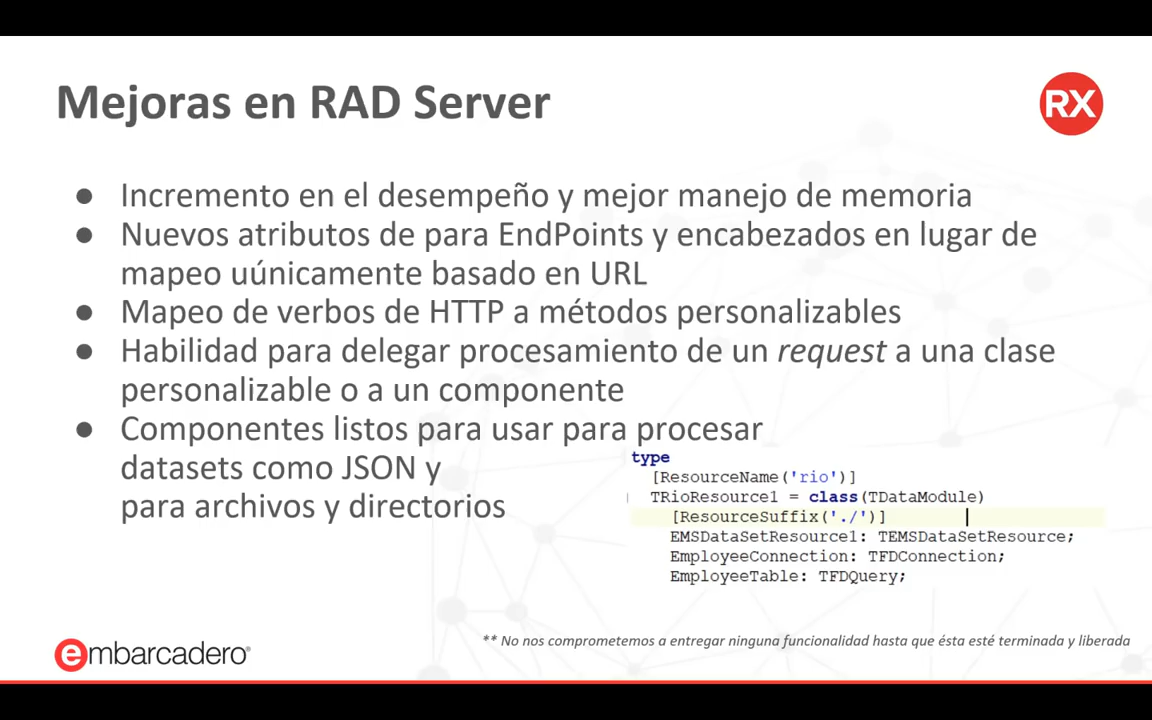 Mejoras en RAD Server
RX
● Incremento en el desempeño y mejor manejo de memoria
● Nuevos atributos de para EndPoints y encabezados en lugar de
mapeo uúnicamente basado en URL
● Mapeo de verbos de HTTP a métodos personalizables
● Habilidad para delegar procesamiento de un request a una clase
personalizable o a un componente
● Componentes listos para usar para procesar
datasets como JSON y
para archivos y directorios
type
[ResourceName('rio')]
TRioResource1 = class(TDataModule)
[ResourceSuffix('./')]
EMSDataSetResource1: TEMSDataSetResource;
EmployeeConnection: TFDConnection;
EmployeeTable: TFDQuery;
** No nos comprometemos a entregar ninguna funcionalidad hasta que ésta esté terminada y liberada
embarcadero®